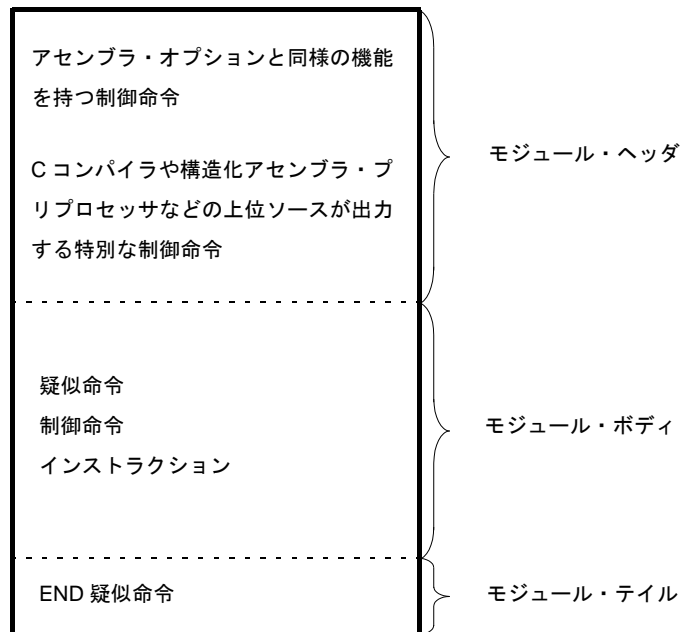 アセンブラ・オプションと同様の機能
を持つ制御命令
C コンパイラや構造化アセンブラ・プ
リプロセッサなどの上位ソースが出力
する特別な制御命令
モジュール・ヘッダ
疑似命令
制御命令
インストラクション
モジュール・ボディ
END 疑似命令
モジュール・テイル